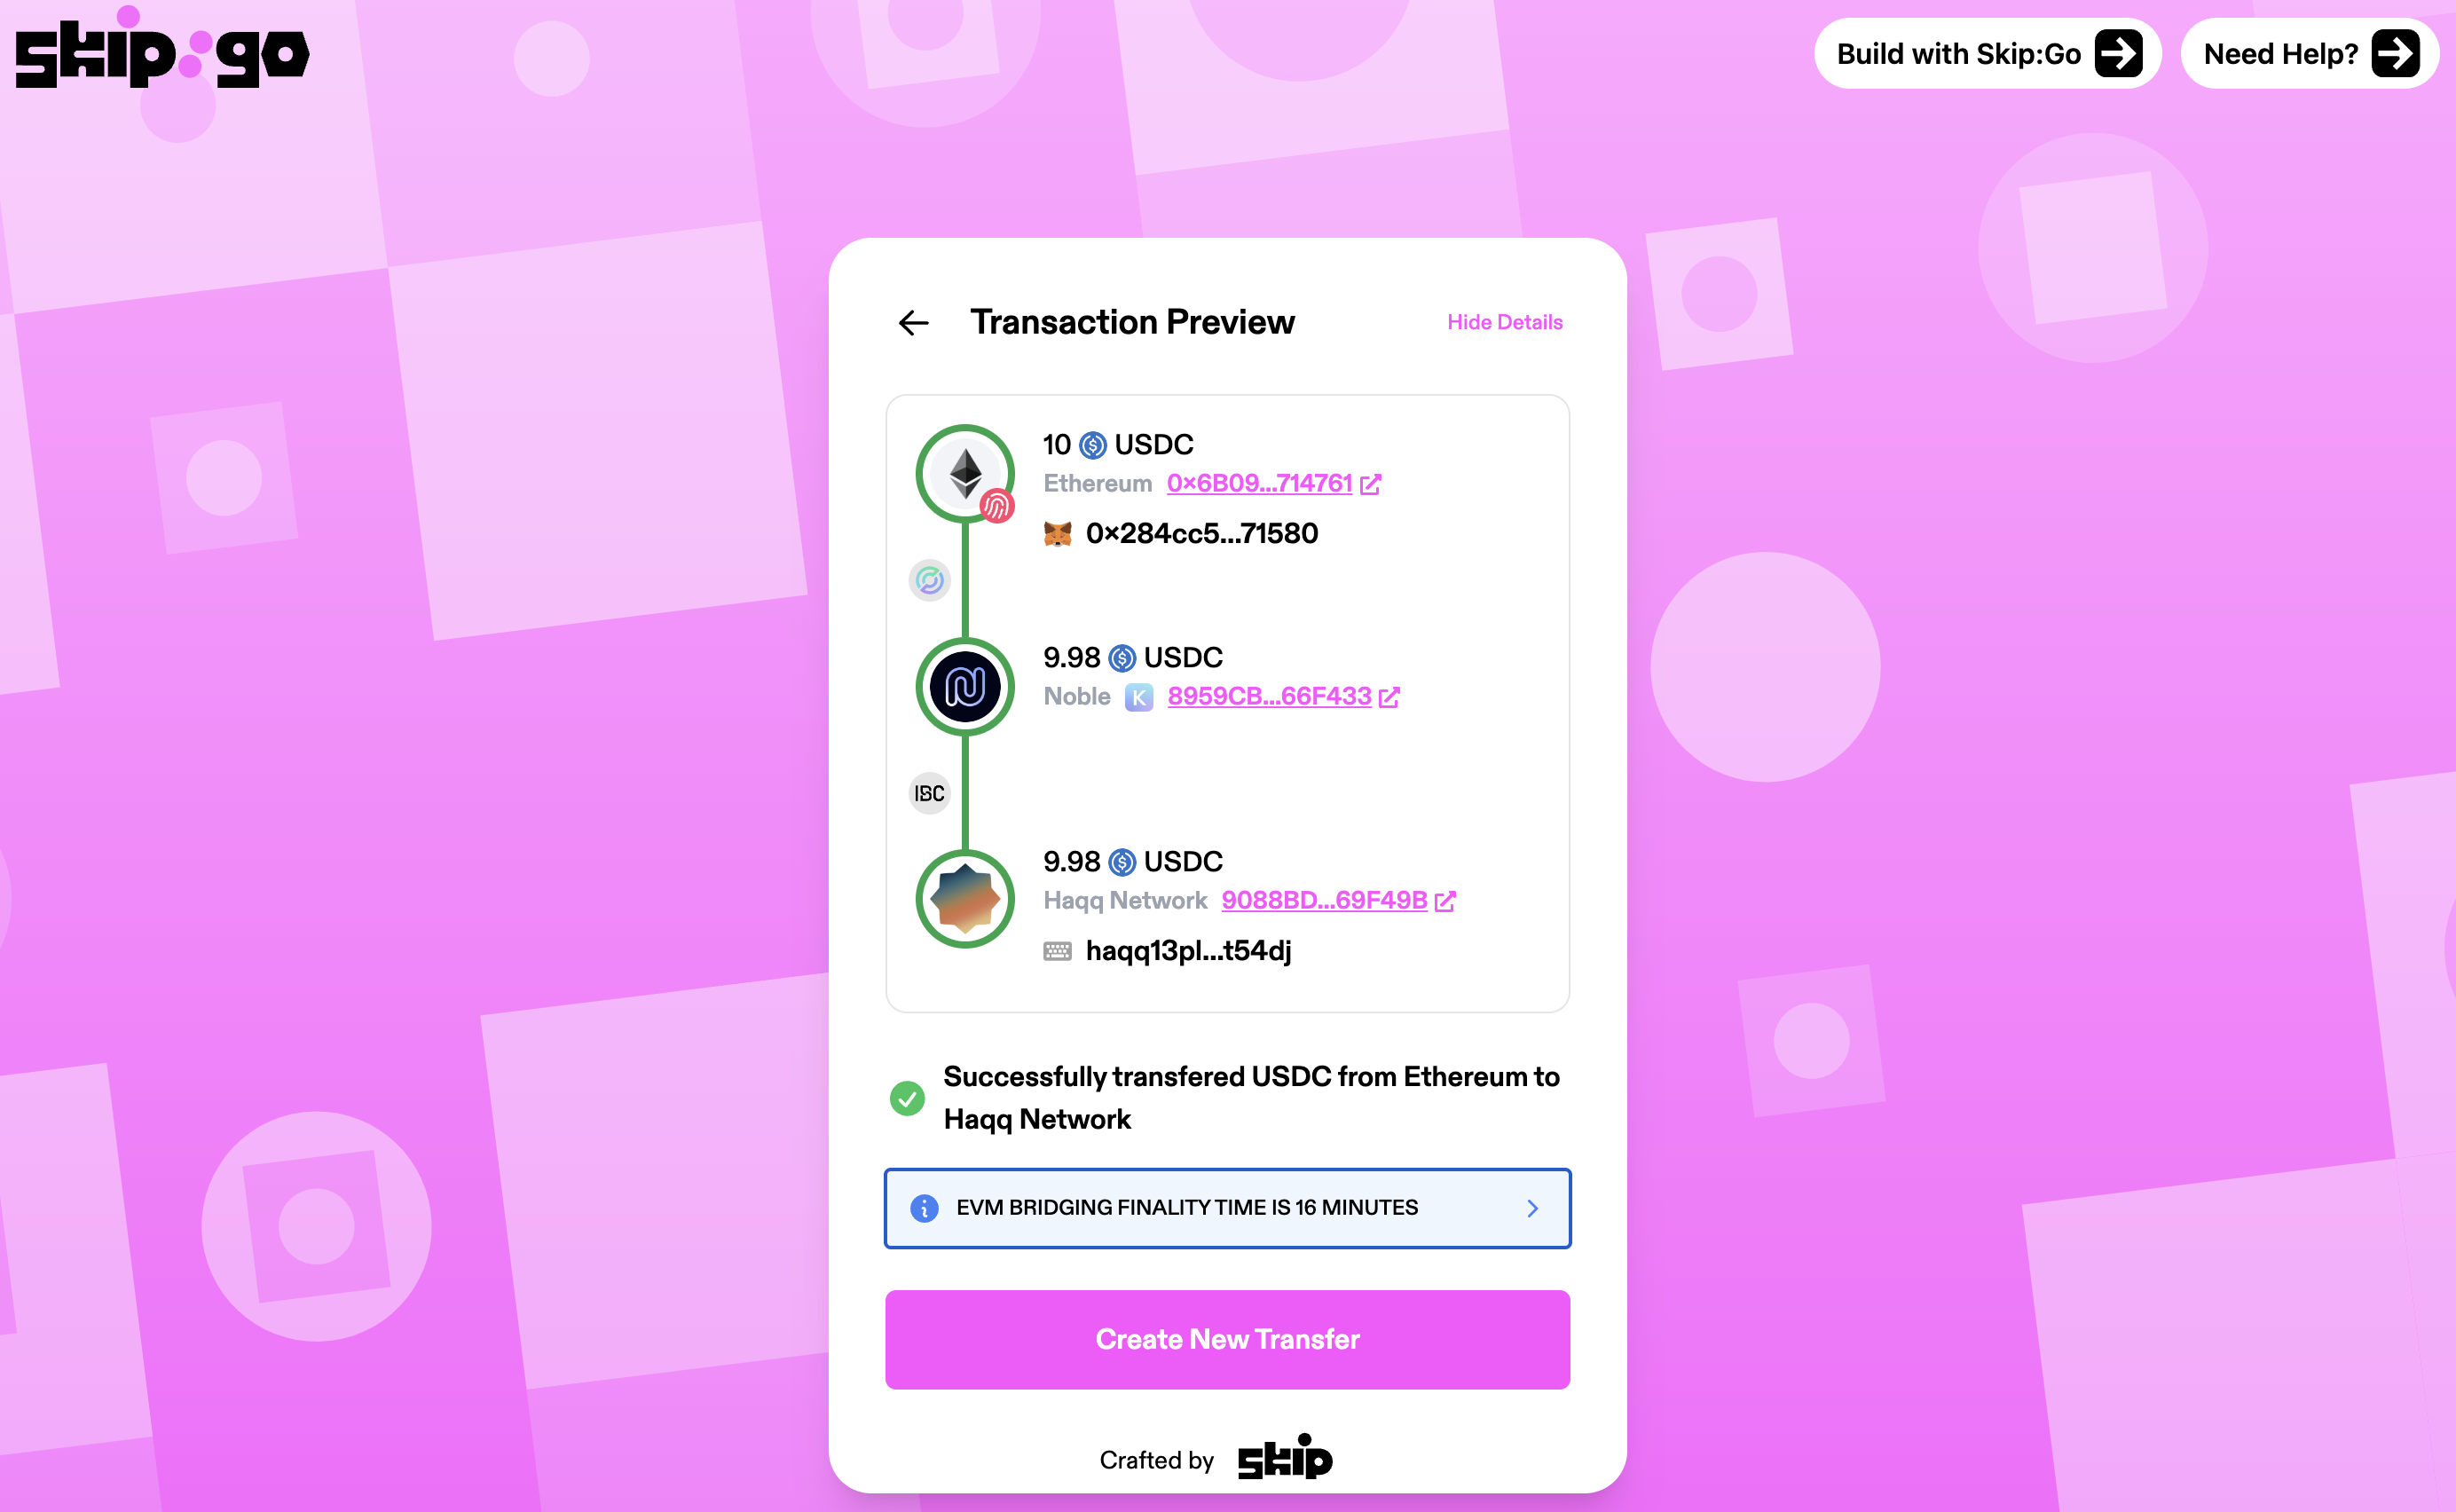 skip:go
Build with Skip:Go
Need Help?
Transaction Preview
Hide Details
10 USDC
Ethereum 0x6B09...714761
0x284cc5...71580
9.98 USDC
Noble K 8959CB...66F433
IBC
9.98 USDC
Haqq Network 9088BD...69F49B
haqq13pl...t54dj
Successfully transfered USDC from Ethereum to
Haqq Network
EVM BRIDGING FINALITY TIME IS 16 MINUTES
Create New Transfer
Crafted by skip